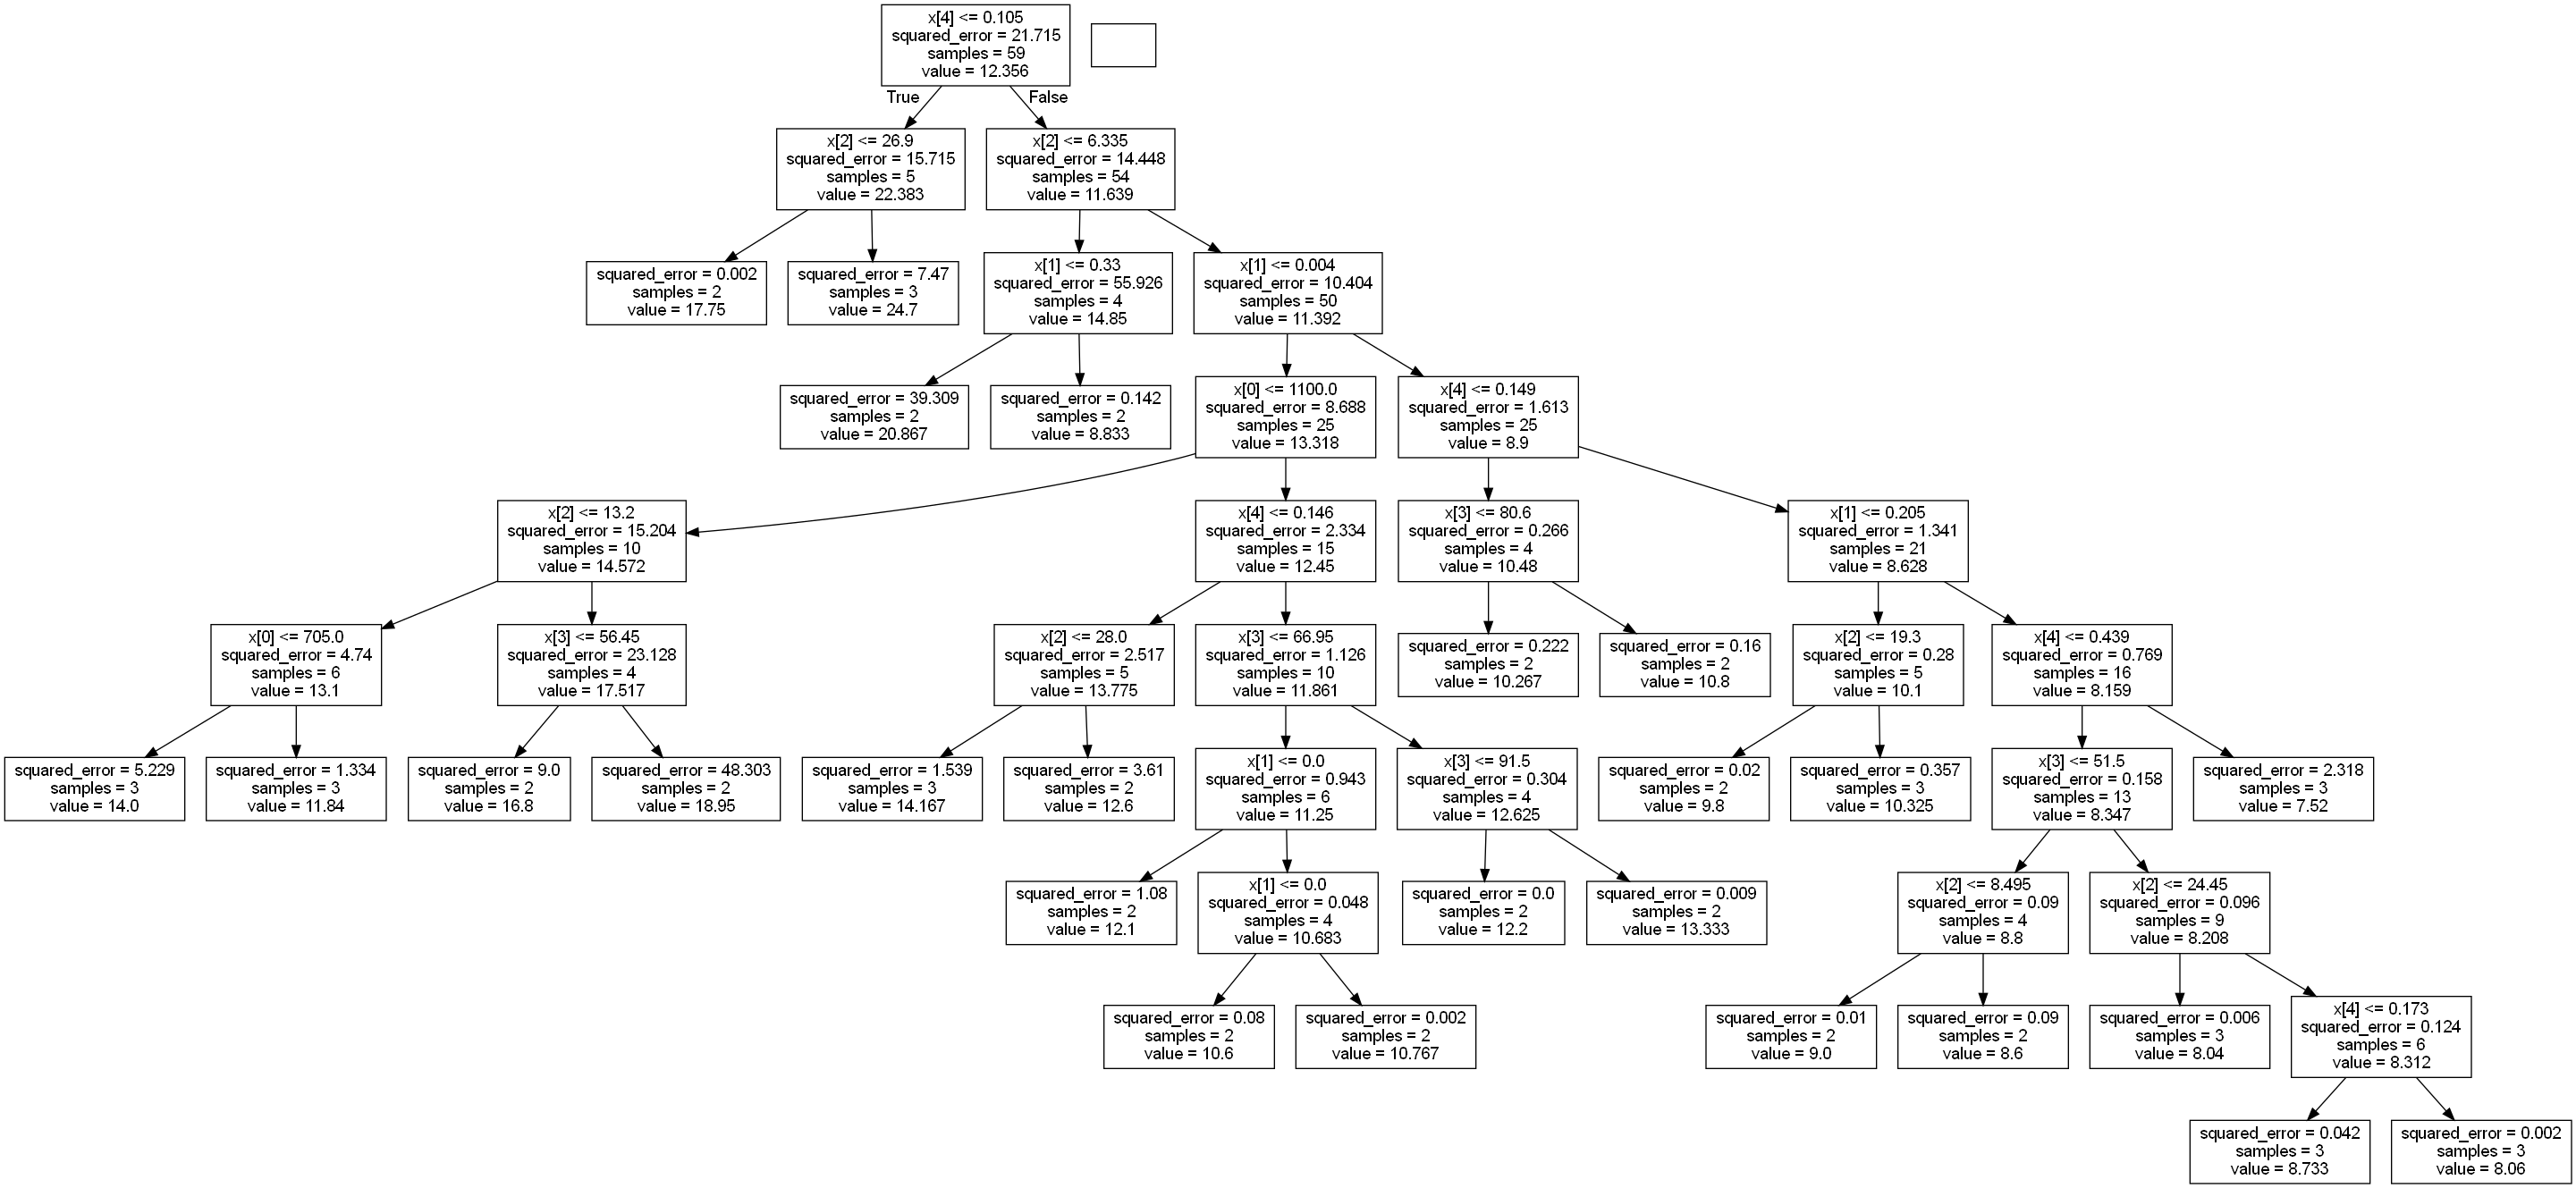 x[4] <= 0.105
squared_error = 21.715
samples = 59
value = 12.356
True
False
x[2] <= 26.9
squared_error = 15.715
samples = 5
value = 22.383
x[2] <= 6.335
squared_error = 14.448
samples = 54
value = 11.639
squared_error = 0.002
samples = 2
value = 17.75
squared_error = 7.47
samples = 3
value = 24.7
x[1] <= 0.33
squared_error = 55.926
samples = 4
value = 14.85
x[1] <= 0.004
squared_error = 10.404
samples = 50
value = 11.392
squared_error = 39.309
samples = 2
value = 20.867
squared_error = 0.142
samples = 2
value = 8.833
x[0] <= 1100.0
squared_error = 8.688
samples = 25
value = 13.318
x[4] <= 0.149
squared_error = 1.613
samples = 25
value = 8.9
x[2] <= 13.2
squared_error = 15.204
samples = 10
value = 14.572
x[4] <= 0.146
squared_error = 2.334
samples = 15
value = 12.45
x[3] <= 80.6
squared_error = 0.266
samples = 4
value = 10.48
x[1] <= 0.205
squared_error = 1.341
samples = 21
value = 8.628
x[0] <= 705.0
squared_error = 4.74
samples = 6
value = 13.1
x[3] <= 56.45
squared_error = 23.128
samples = 4
value = 17.517
x[2] <= 28.0
squared_error = 2.517
samples = 5
value = 13.775
x[3] <= 66.95
squared_error = 1.126
samples = 10
value = 11.861
squared_error = 0.222
samples = 2
value = 10.267
squared_error = 0.16
samples = 2
value = 10.8
x[2] <= 19.3
squared_error = 0.28
samples = 5
value = 10.1
x[4] <= 0.439
squared_error = 0.769
samples = 16
value = 8.159
squared_error = 5.229
samples = 3
value = 14.0
squared_error = 1.334
samples = 3
value = 11.84
squared_error = 9.0
samples = 2
value = 16.8
squared_error = 48.303
samples = 2
value = 18.95
squared_error = 1.539
samples = 3
value = 14.167
squared_error = 3.61
samples = 2
value = 12.6
x[1] <= 0.0
squared_error = 0.943
samples = 6
value = 11.25
x[3] <= 91.5
squared_error = 0.304
samples = 4
value = 12.625
squared_error = 0.02
samples = 2
value = 9.8
squared_error = 0.357
samples = 3
value = 10.325
x[3] <= 51.5
squared_error = 0.158
samples = 13
value = 8.347
squared_error = 2.318
samples = 3
value = 7.52
squared_error = 1.08
samples = 2
value = 12.1
x[1] <= 0.0
squared_error = 0.048
samples = 4
value = 10.683
squared_error = 0.0
samples = 2
value = 12.2
squared_error = 0.009
samples = 2
value = 13.333
x[2] <= 8.495
squared_error = 0.09
samples = 4
value = 8.8
x[2] <= 24.45
squared_error = 0.096
samples = 9
value = 8.208
squared_error = 0.08
samples = 2
value = 10.6
squared_error = 0.002
samples = 2
value = 10.767
squared_error = 0.01
samples = 2
value = 9.0
squared_error = 0.09
samples = 2
value = 8.6
squared_error = 0.006
samples = 3
value = 8.04
x[4] <= 0.173
squared_error = 0.124
samples = 6
value = 8.312
squared_error = 0.042
samples = 3
value = 8.733
squared_error = 0.002
samples = 3
value = 8.06